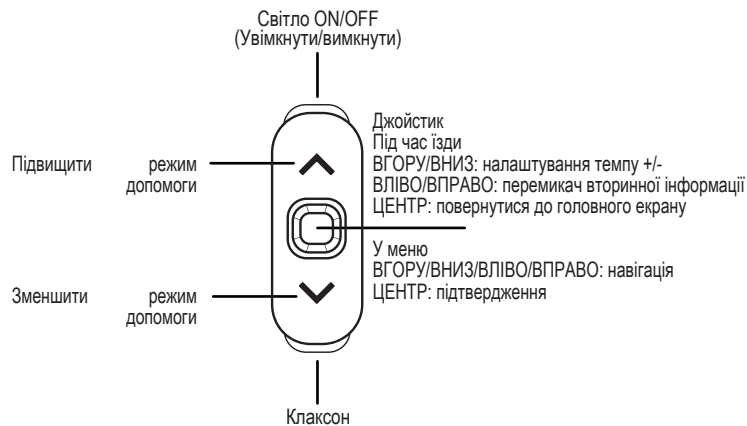 Світло ON/OFF
(Увімкнути/вимкнути)
Джойстик
Під час їзди
ВГОРУ/ВНИЗ: налаштування темпу +/-
ВЛІВО/ВПРАВО: перемикач вторинної інформації
ЦЕНТР: повернутися до головного екрану
Підвищити режим
допомоги
У меню
ВГОРУ/ВНИЗ/ВЛІВО/ВПРАВО: навігація
ЦЕНТР: підтвердження
Зменшити режим
допомоги
Клаксон